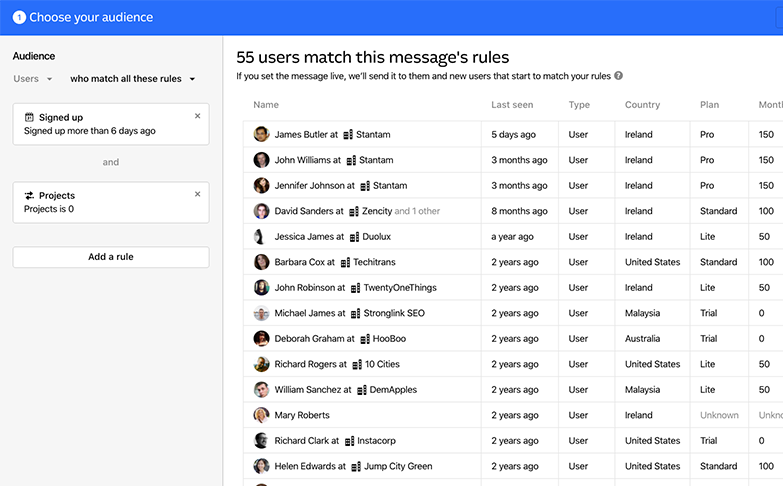 1 Choose your audience
Audience
Users who match all these rules
Signed up
Signed up more than 6 days ago
and
Projects
Projects is 0
Add a rule
55 users match this message's rules
If you set the message live, we'll send it to them and new users that start to match your rules ?
Name Last seen Type Country Plan Mont
James Butler at Stantam 5 days ago User Ireland Pro 150
John Williams at Stantam 3 months ago User Ireland Pro 150
Jennifer Johnson at Stantam 3 months ago User Ireland Pro 150
David Sanders at Zencity and 1 other 8 months ago User Ireland Standard 100
Jessica James at Duolux a year ago User Ireland Lite 50
Barbara Cox at Techitrans 2 years ago User United States Standard 100
John Robinson at TwentyOneThings 2 years ago User Ireland Lite 50
Michael James at Stronglink SEO 2 years ago User Malaysia Trial 0
Deborah Graham at HooBoo 2 years ago User Australia Trial 0
Richard Rogers at 10 Cities 2 years ago User United States Lite 50
William Sanchez at DemApples 2 years ago User Malaysia Lite 50
Mary Roberts 2 years ago User Ireland Unknown Unkno
Richard Clark at Instacorp 2 years ago User United States Trial 0
Helen Edwards at Jump City Green 2 years ago User United States Standard 100